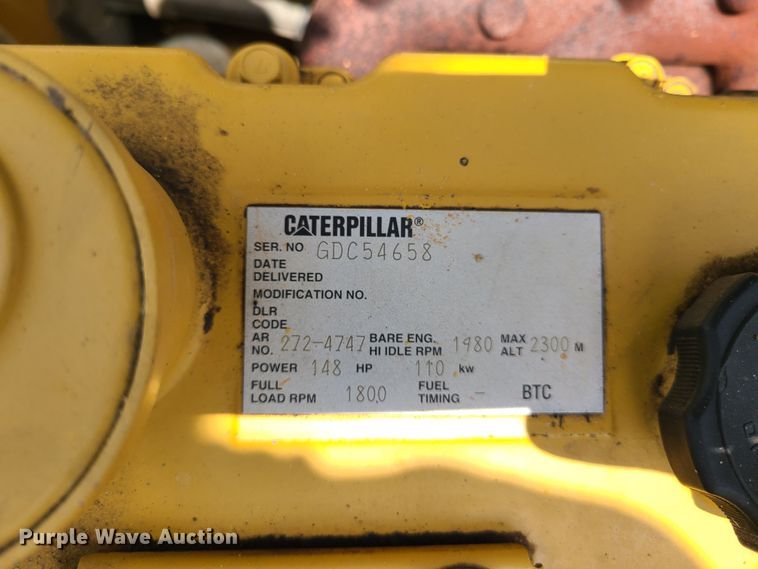 CATERPILLAR®
SER. NO GDC54658
DATE
DELIVERED
MODIFICATION NO.
DLR
CODE
AR NO. 272-4747 BARE ENG. HI IDLE RPM 1980 MAX ALT 2300 M
POWER 148 HP 110 kw
FULL LOAD RPM 1800 FUEL TIMING - BTC
Purple Wave Auction